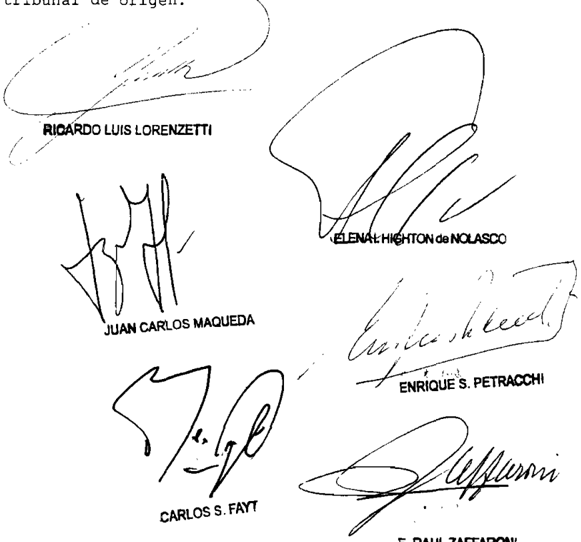 tribunal de origen.
RICARDO LUIS LORENZETTI
ELENA I. HIGHTON de NOLASCO
JUAN CARLOS MAQUEDA
ENRIQUE S. PETRACCHI
CARLOS S. FAYT
Zaffaroni
E. RAUL ZAFFARONI